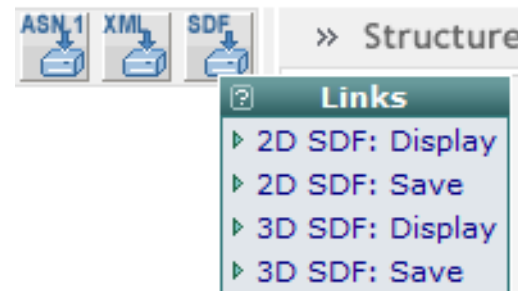 ASN.1 XML SDF » Structure
? Links
2D SDF: Display
2D SDF: Save
3D SDF: Display
3D SDF: Save